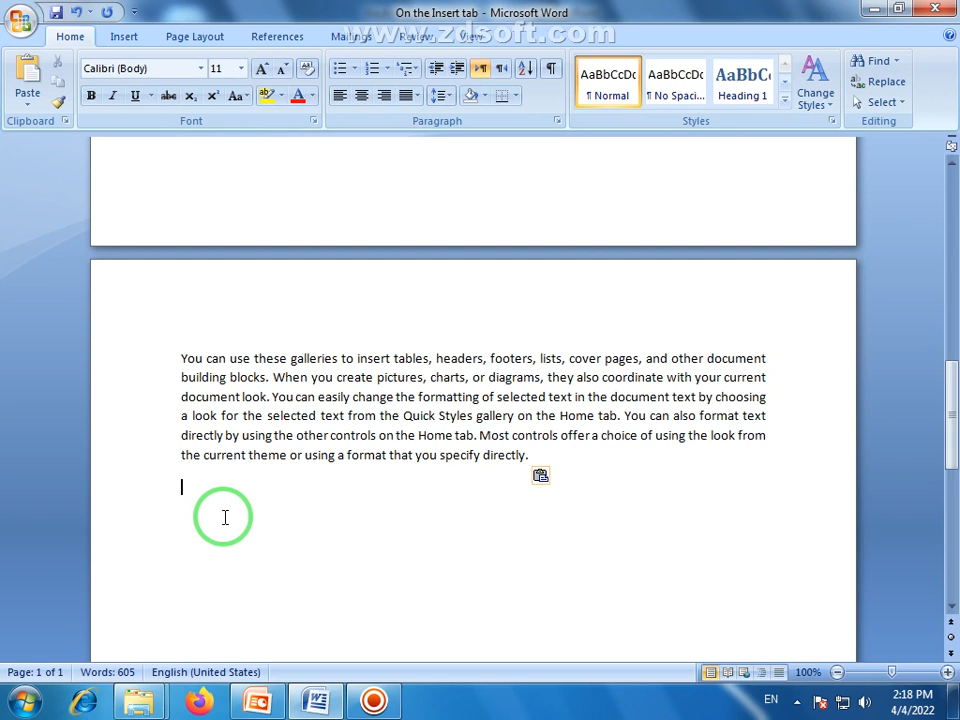 On the Insert tab - Microsoft Word
www.zdsoft.com
Home Insert Page Layout References Mailings Review View
Paste
Calibri (Body) 11
B I U abc X₂ X² Aa A
AaBbCcDc AaBbCcDc AaBbC
¶ Normal ¶ No Spaci... Heading 1
Change Styles
Find
Replace
Select
Clipboard Font Paragraph Styles Editing
You can use these galleries to insert tables, headers, footers, lists, cover pages, and other document
building blocks. When you create pictures, charts, or diagrams, they also coordinate with your current
document look. You can easily change the formatting of selected text in the document text by choosing
a look for the selected text from the Quick Styles gallery on the Home tab. You can also format text
directly by using the other controls on the Home tab. Most controls offer a choice of using the look from
the current theme or using a format that you specify directly.
Page: 1 of 1 Words: 605 English (United States) 100%
EN 2:18 PM
4/4/2022